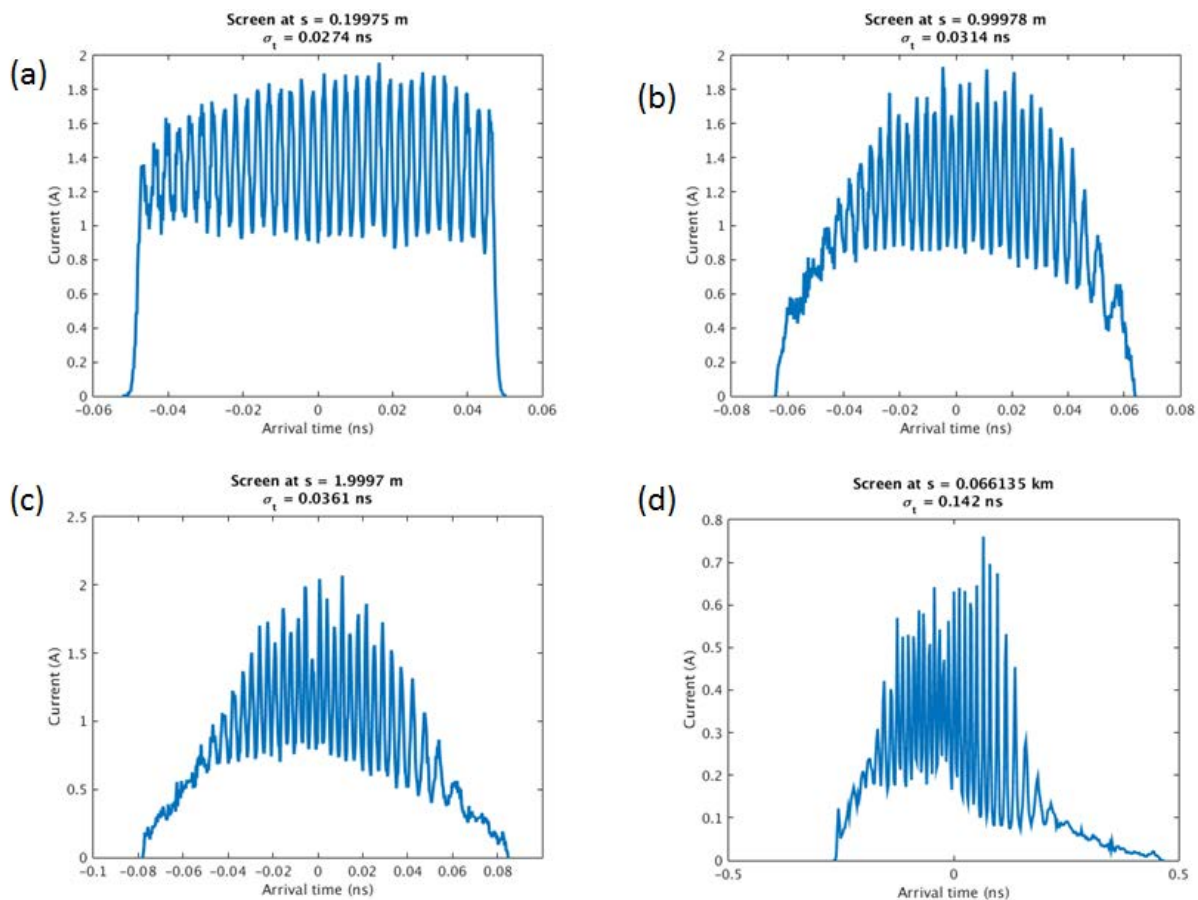 (a)
Screen at s = 0.19975 m
σt = 0.0274 ns
Current (A)
2
1.8
1.6
1.4
1.2
1
0.8
0.6
0.4
0.2
0
-0.06 -0.04 -0.02 0 0.02 0.04 0.06
Arrival time (ns)
(b)
Screen at s = 0.99978 m
σt = 0.0314 ns
Current (A)
2
1.8
1.6
1.4
1.2
1
0.8
0.6
0.4
0.2
0
-0.08 -0.06 -0.04 -0.02 0 0.02 0.04 0.06 0.08
Arrival time (ns)
(c)
Screen at s = 1.9997 m
σt = 0.0361 ns
Current (A)
2.5
2
1.5
1
0.5
0
-0.1 -0.08 -0.06 -0.04 -0.02 0 0.02 0.04 0.06 0.08
Arrival time (ns)
(d)
Screen at s = 0.066135 km
σt = 0.142 ns
Current (A)
0.8
0.7
0.6
0.5
0.4
0.3
0.2
0.1
0
-0.5 0 0.5
Arrival time (ns)